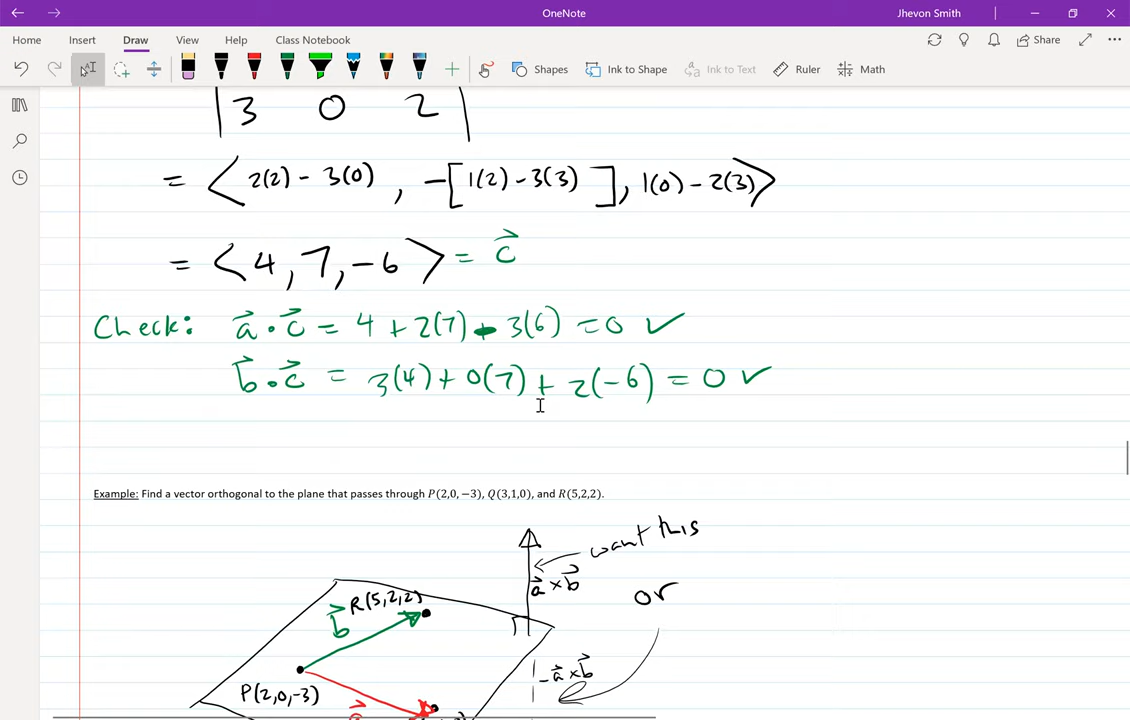 OneNote
Jhevon Smith
Home Insert Draw View Help Class Notebook
Share
Shapes Ink to Shape Ink to Text Ruler Math
| 3 0 2 |
= < 2(2) - 3(0) , -[1(2) - 3(3)], 1(0) - 2(3) >
= < 4, 7, -6 > = c⃗
Check: a⃗ · c⃗ = 4 + 2(7) - 3(6) = 0 ✓
b⃗ · c⃗ = 3(4) + 0(7) + 2(-6) = 0 ✓
Example: Find a vector orthogonal to the plane that passes through P(2,0,−3), Q(3,1,0), and R(5,2,2).
want this
a⃗ × b⃗
or
R(5,2,2)
b⃗
P(2,0,-3)
-a⃗ × b⃗